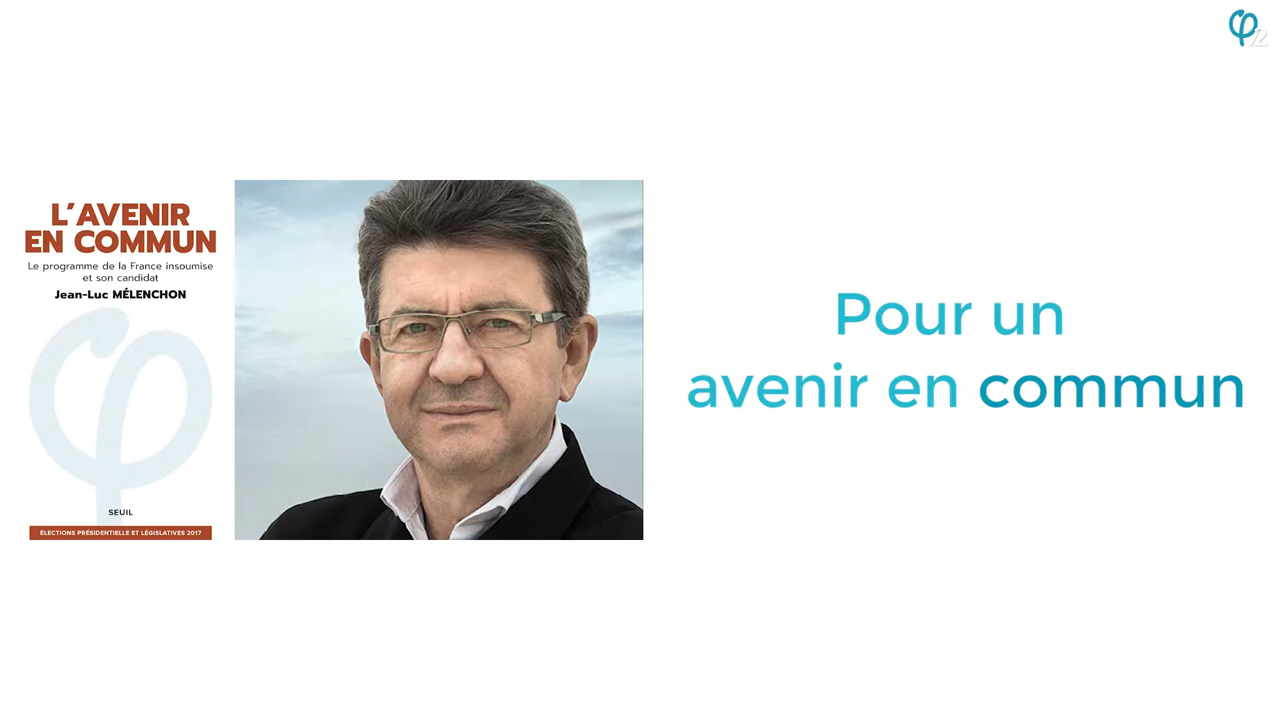 L'AVENIR
EN COMMUN
Le programme de la France insoumise
et son candidat
Jean-Luc MÉLENCHON
SEUIL
ÉLECTIONS PRÉSIDENTIELLE ET LÉGISLATIVES 2017
Pour un
avenir en commun
φ